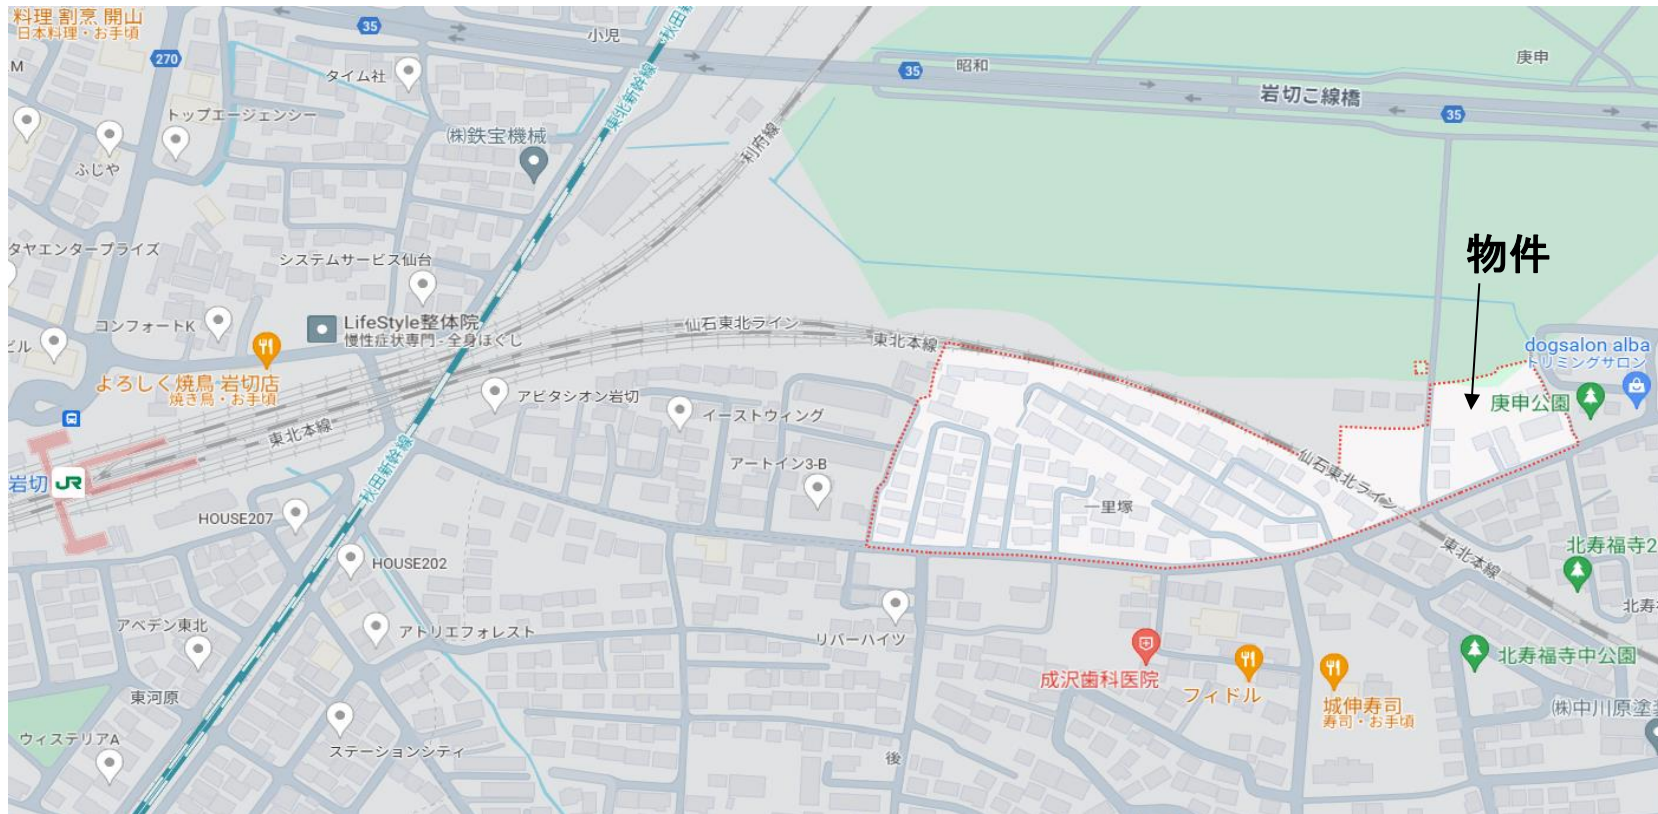 料理 割烹 開山
日本料理・お手頃
35
270
小児
秋田新
35
昭和
庚申
岩切こ線橋
35
タイム社
M
トップエージェンシー
東北新幹線
(株)鉄宝機械
利府線
ふじや
タヤエンタープライズ
システムサービス仙台
物件
コンフォートK
LifeStyle整体院
慢性症状専門 - 全身ほぐし
仙石東北ライン
東北本線
ビル
dogsalon alba
トリミングサロン
よろしく焼鳥 岩切店
焼き鳥・お手頃
アビタシオン岩切
イーストウィング
庚申公園
東北本線
秋田新幹線
アートイン3-B
仙石東北ライン
岩切
JR
一里塚
HOUSE207
東北本線
北寿福寺2
HOUSE202
北寿
アベデン東北
アトリエフォレスト
リバーハイツ
成沢歯科医院
フィドル
北寿福寺中公園
東河原
城伸寿司
寿司・お手頃
(株)中川原塗
ウィステリアA
ステーションシティ
後